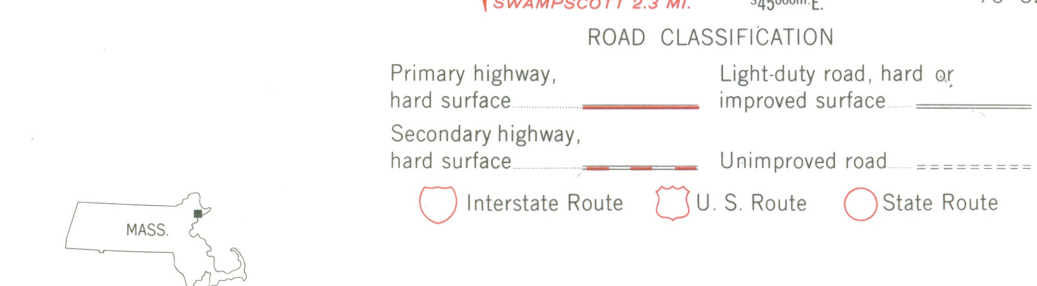 SWAMPSCOTT 2.3 MI.
345000m.E.
ROAD CLASSIFICATION
Primary highway,
hard surface
Light-duty road, hard or
improved surface
Secondary highway,
hard surface
Unimproved road
Interstate Route
U. S. Route
State Route
MASS.